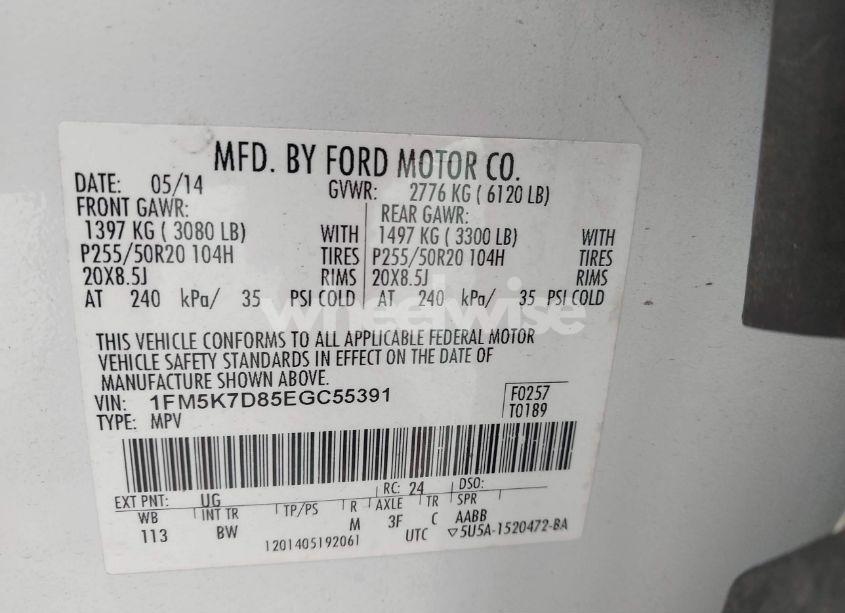 MFD. BY FORD MOTOR CO.
DATE: 05/14 GVWR: 2776 KG ( 6120 LB)
FRONT GAWR: REAR GAWR:
1397 KG ( 3080 LB) WITH 1497 KG ( 3300 LB) WITH
P255/50R20 104H TIRES P255/50R20 104H TIRES
20X8.5J RIMS 20X8.5J RIMS
AT 240 kPa/ 35 PSI COLD AT 240 kPa/ 35 PSI COLD
wheelwise
THIS VEHICLE CONFORMS TO ALL APPLICABLE FEDERAL MOTOR
VEHICLE SAFETY STANDARDS IN EFFECT ON THE DATE OF
MANUFACTURE SHOWN ABOVE.
VIN: 1FM5K7D85EGC55391 F0257
TYPE: MPV T0189
EXT PNT: UG RC: 24 DSO:
WB INT TR TP/PS R AXLE TR SPR
113 BW M 3F C AABB
1201405192061 UTC ▽5U5A-1520472-BA